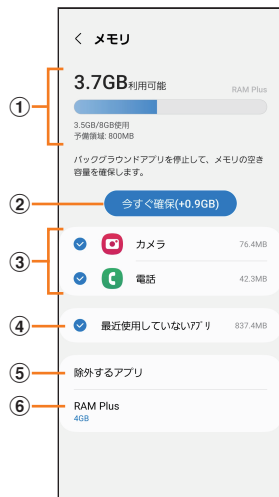 < メモリ
3.7GB利用可能 RAM Plus
3.5GB/8GB使用
予備領域: 800MB
バックグラウンドアプリを停止して、メモリの空き
容量を確保します。
今すぐ確保(+0.9GB)
カメラ 76.4MB
電話 42.3MB
最近使用していないアプリ 837.4MB
除外するアプリ
RAM Plus
4GB
①
②
③
④
⑤
⑥